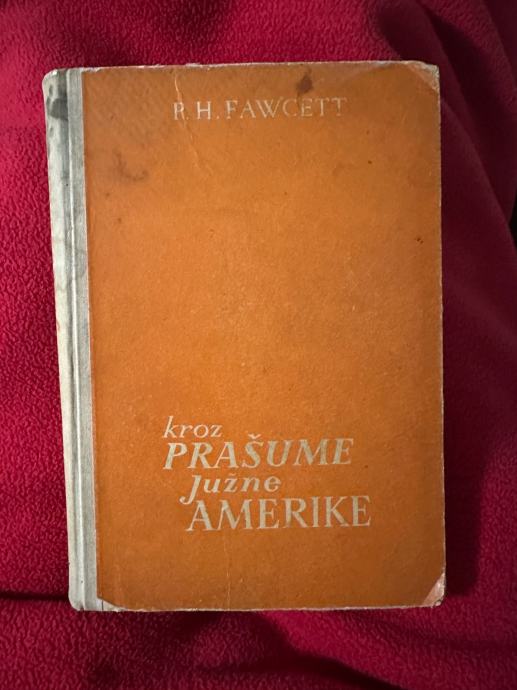 P. H. FAWCETT
kroz
PRAŠUME
Južne
AMERIKE